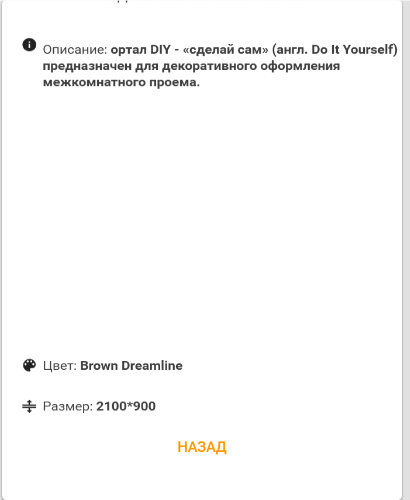 Описание: ортал DIY - «сделай сам» (англ. Do It Yourself)
предназначен для декоративного оформления
межкомнатного проема.
Цвет: Brown Dreamline
Размер: 2100*900
НАЗАД